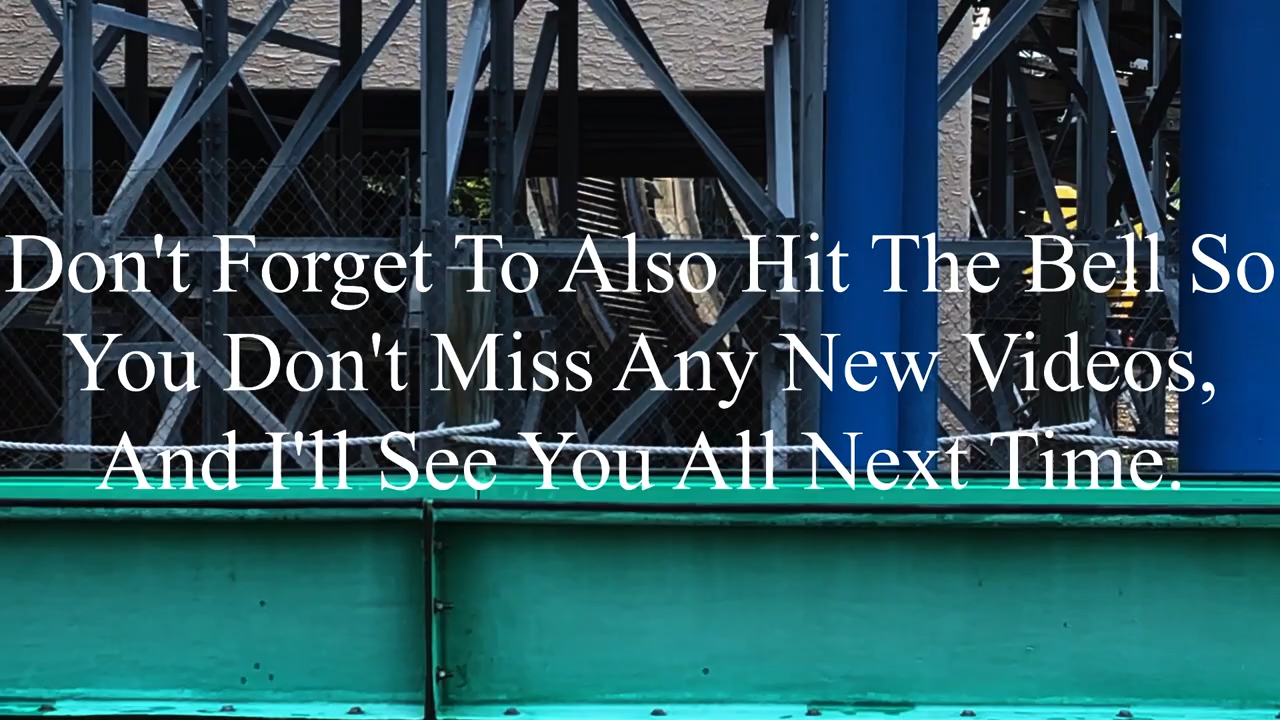 Don't Forget To Also Hit The Bell So
You Don't Miss Any New Videos,
And I'll See You All Next Time.